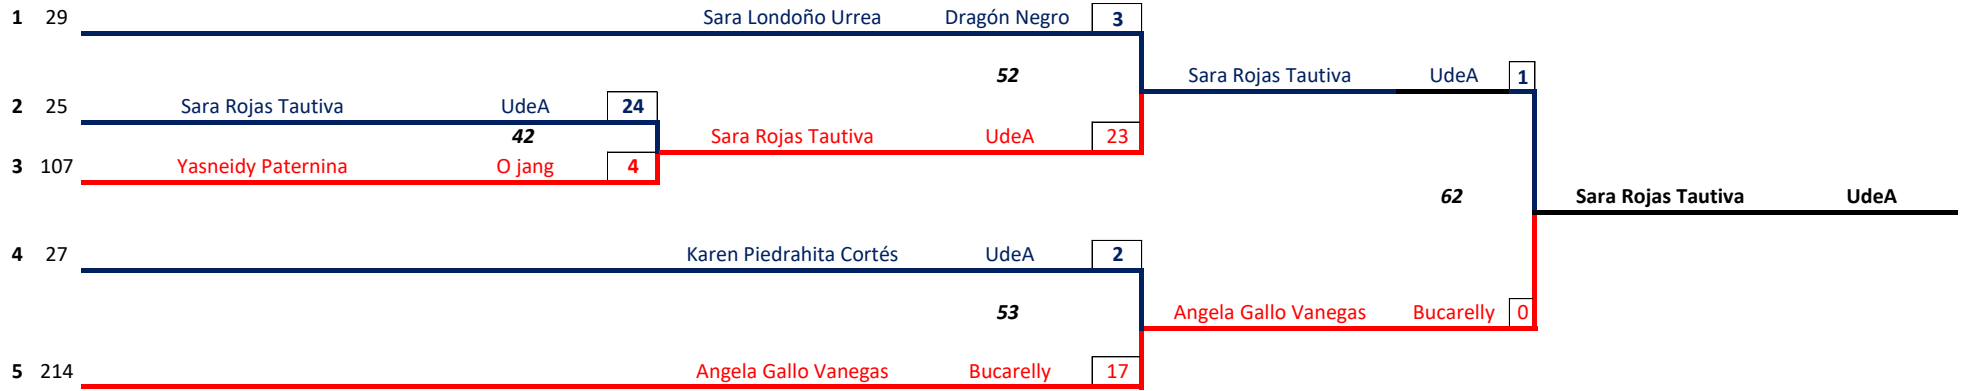 1 29 Sara Londoño Urrea Dragón Negro 3
52 Sara Rojas Tautiva UdeA 1
2 25 Sara Rojas Tautiva UdeA 24
42 Sara Rojas Tautiva UdeA 23
3 107 Yasneidy Paternina O jang 4
62 Sara Rojas Tautiva UdeA
4 27 Karen Piedrahita Cortés UdeA 2
53 Angela Gallo Vanegas Bucarelly 0
5 214 Angela Gallo Vanegas Bucarelly 17